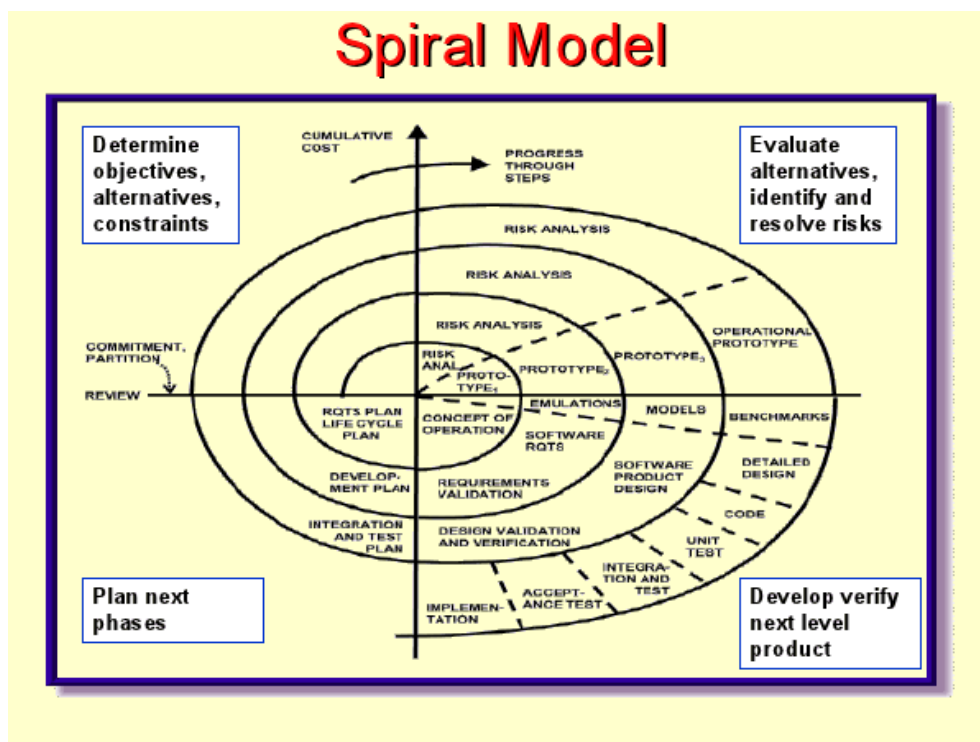 Spiral Model
Determine
objectives,
alternatives,
constraints
CUMULATIVE
COST
PROGRESS
THROUGH
STEPS
Evaluate
alternatives,
identify and
resolve risks
RISK ANALYSIS
RISK ANALYSIS
RISK ANALYSIS
RISK
ANAL.
PROTO-
TYPE1
PROTOTYPE2
PROTOTYPE3
OPERATIONAL
PROTOTYPE
COMMITMENT,
PARTITION
REVIEW
RQTS PLAN
LIFE CYCLE
PLAN
CONCEPT OF
OPERATION
EMULATIONS
MODELS
BENCHMARKS
SOFTWARE
RQTS
SOFTWARE
PRODUCT
DESIGN
DETAILED
DESIGN
DEVELOP-
MENT PLAN
REQUIREMENTS
VALIDATION
CODE
INTEGRATION
AND TEST
PLAN
DESIGN VALIDATION
AND VERIFICATION
UNIT
TEST
INTEGRA-
TION AND
TEST
ACCEPT-
ANCE TEST
IMPLEMEN-
TATION
Plan next
phases
Develop verify
next level
product